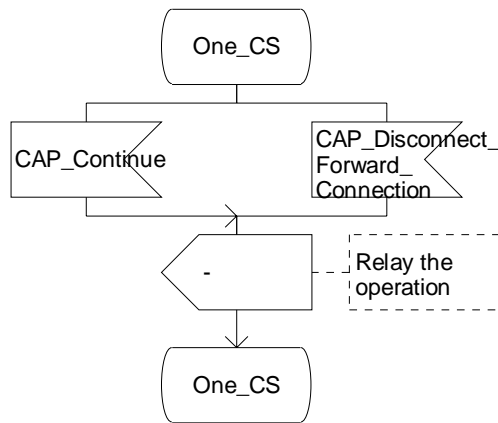 One_CS
CAP_Continue
CAP_Disconnect_
Forward_
Connection
-
Relay the
operation
One_CS